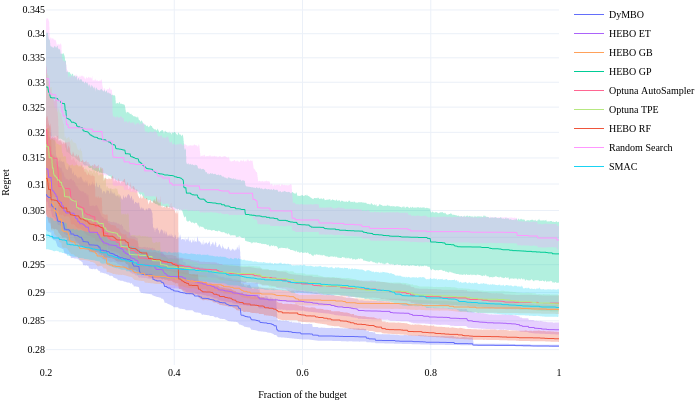 0.345
0.34
0.335
0.33
0.325
0.32
0.315
0.31
0.305
0.3
0.295
0.29
0.285
0.28
Regret
0.2
0.4
0.6
0.8
1
Fraction of the budget
DyMBO
HEBO ET
HEBO GB
HEBO GP
Optuna AutoSampler
Optuna TPE
HEBO RF
Random Search
SMAC